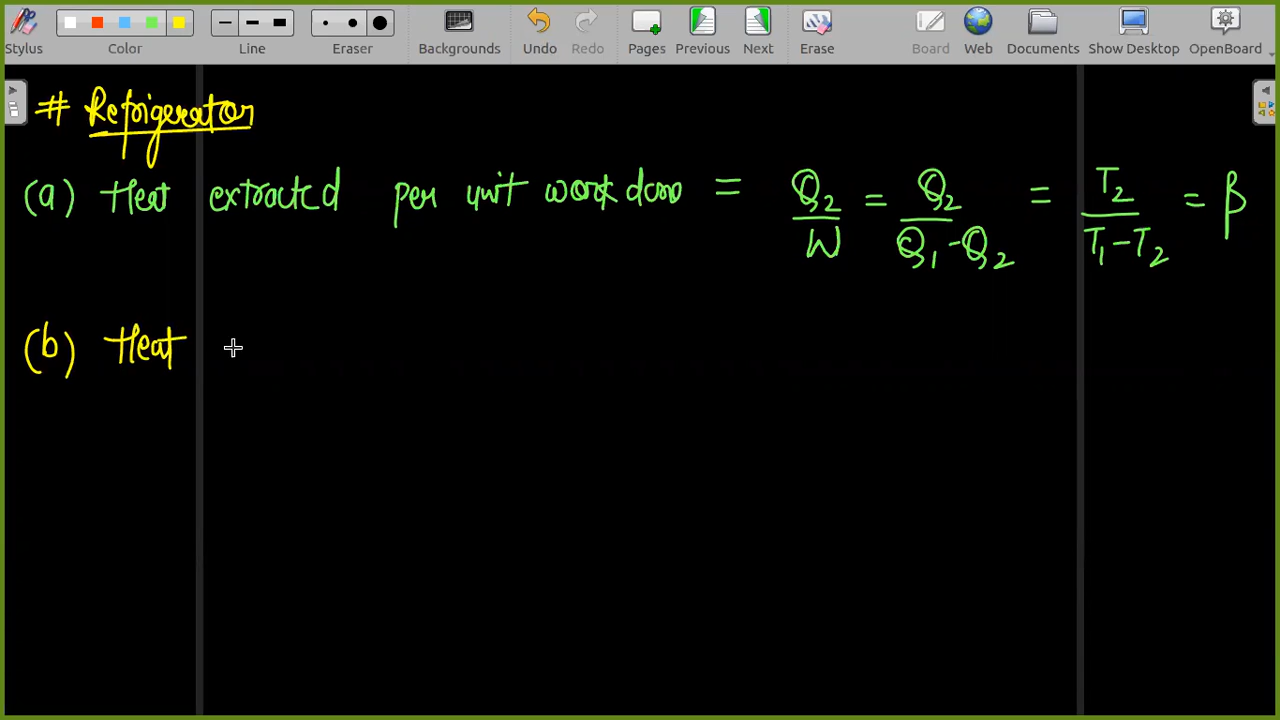 Stylus Color Line Eraser Backgrounds Undo Redo Pages Previous Next Erase Board Web Documents Show Desktop OpenBoard
# Refrigerator
(a) Heat extracted per unit work done = Q₂/W = Q₂/(Q₁-Q₂) = T₂/(T₁-T₂) = β
(b) Heat